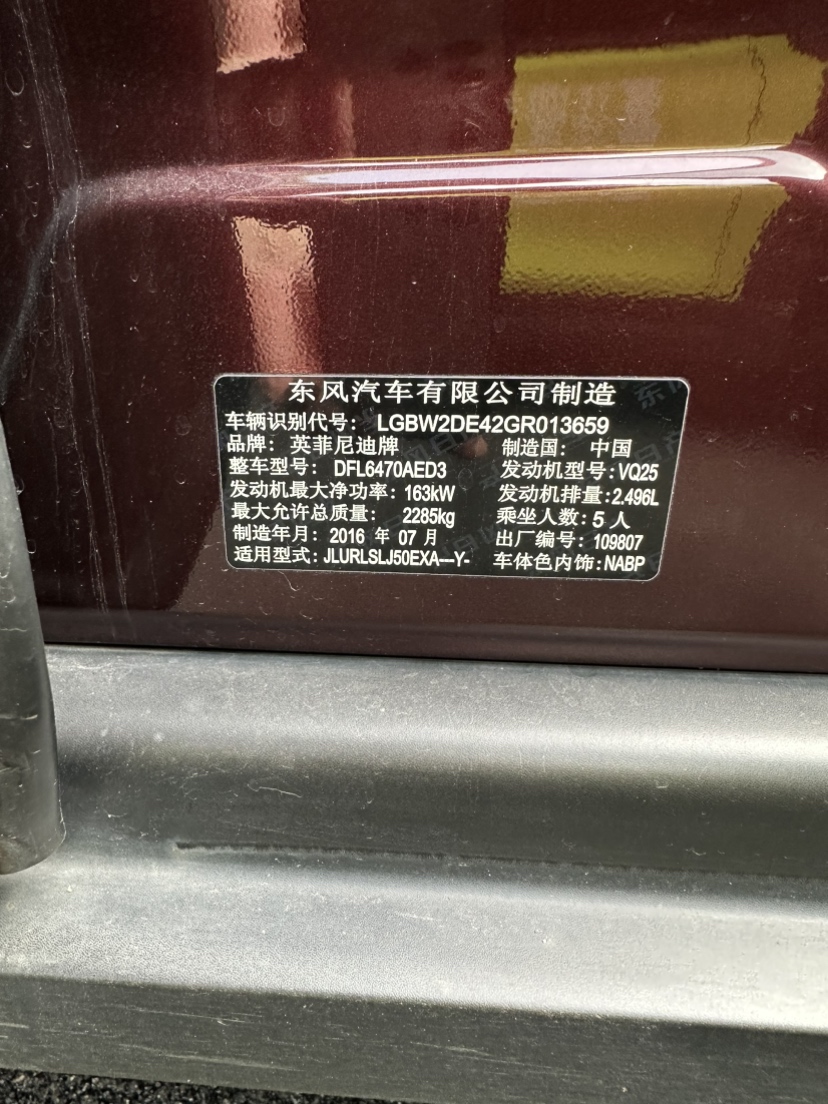 东风汽车有限公司制造
车辆识别代号: LGBW2DE42GR013659
品牌: 英菲尼迪牌 制造国: 中国
整车型号: DFL6470AED3 发动机型号: VQ25
发动机最大净功率: 163kW 发动机排量: 2.496L
最大允许总质量: 2285kg 乘坐人数: 5 人
制造年月: 2016 年 07 月 出厂编号: 109807
适用型式: JLURLSLJ50EXA---Y- 车体色内饰: NABP